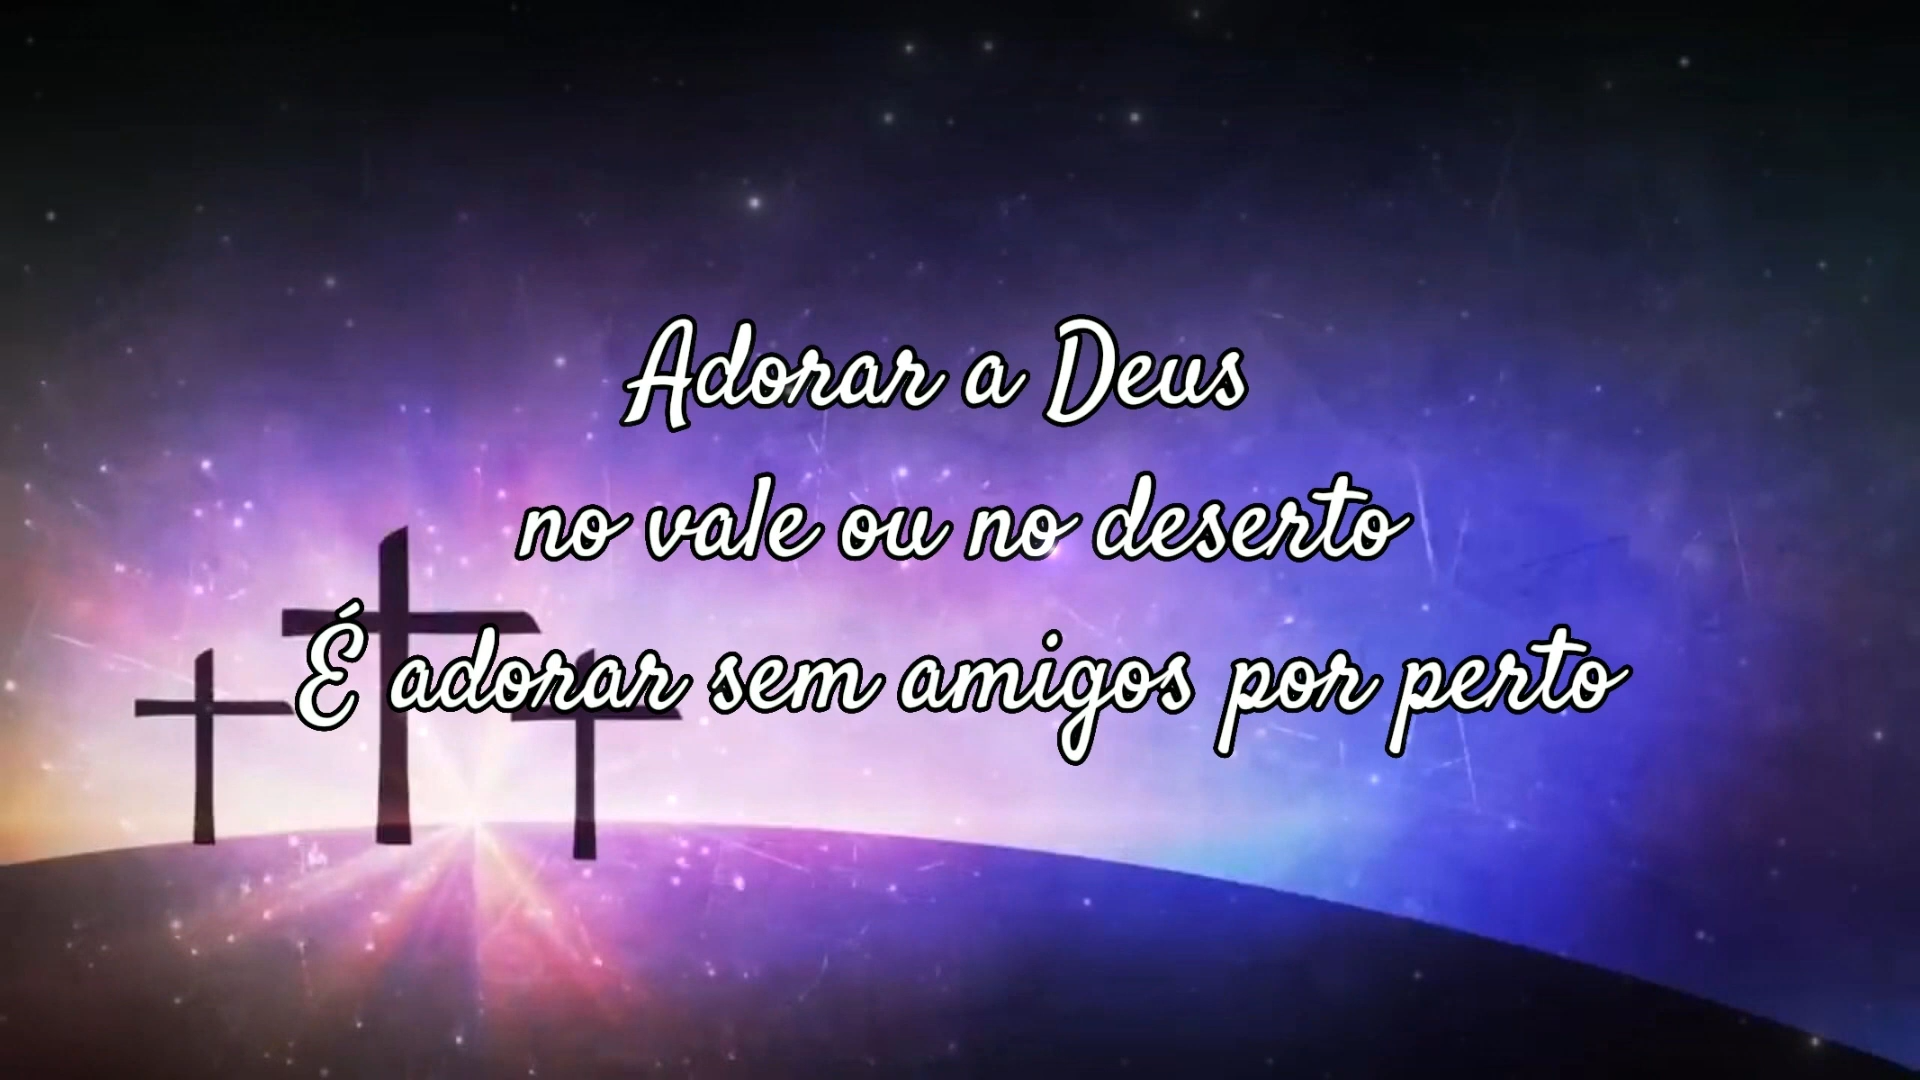 Adorar a Deus
no vale ou no deserto
É adorar sem amigos por perto